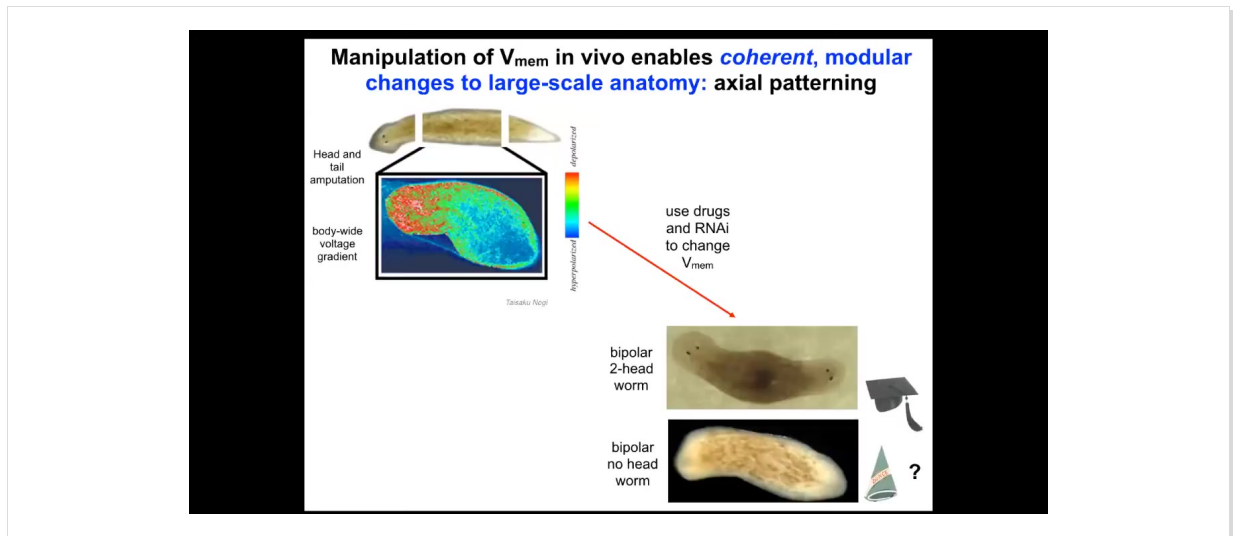 Manipulation of Vmem in vivo enables coherent, modular
changes to large-scale anatomy: axial patterning
Head and
tail
amputation
body-wide
voltage
gradient
depolarized
hyperpolarized
Taisaku Nogi
use drugs
and RNAi
to change
Vmem
bipolar
2-head
worm
bipolar
no head
worm
?